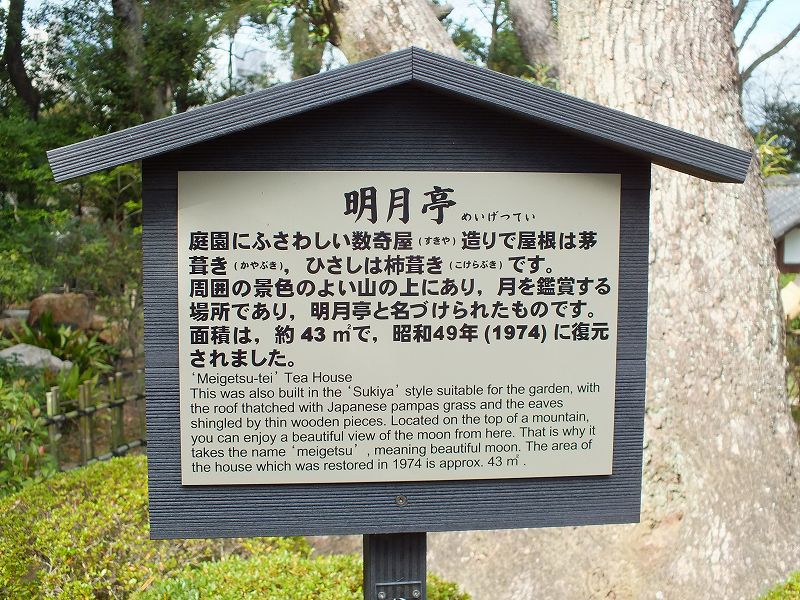 明月亭 めいげつてい
庭園にふさわしい数奇屋(すきや)造りで屋根は茅
葺き(かやぶき),ひさしは杮葺き(こけらぶき)です。
周囲の景色のよい山の上にあり,月を鑑賞する
場所であり,明月亭と名づけられたものです。
面積は,約 43 ㎡で,昭和49年 (1974) に復元
されました。
‘Meigetsu-tei’ Tea House
This was also built in the ‘Sukiya’ style suitable for the garden, with
the roof thatched with Japanese pampas grass and the eaves
shingled by thin wooden pieces. Located on the top of a mountain,
you can enjoy a beautiful view of the moon from here. That is why it
takes the name ‘meigetsu’ , meaning beautiful moon. The area of
the house which was restored in 1974 is approx. 43 ㎡ .